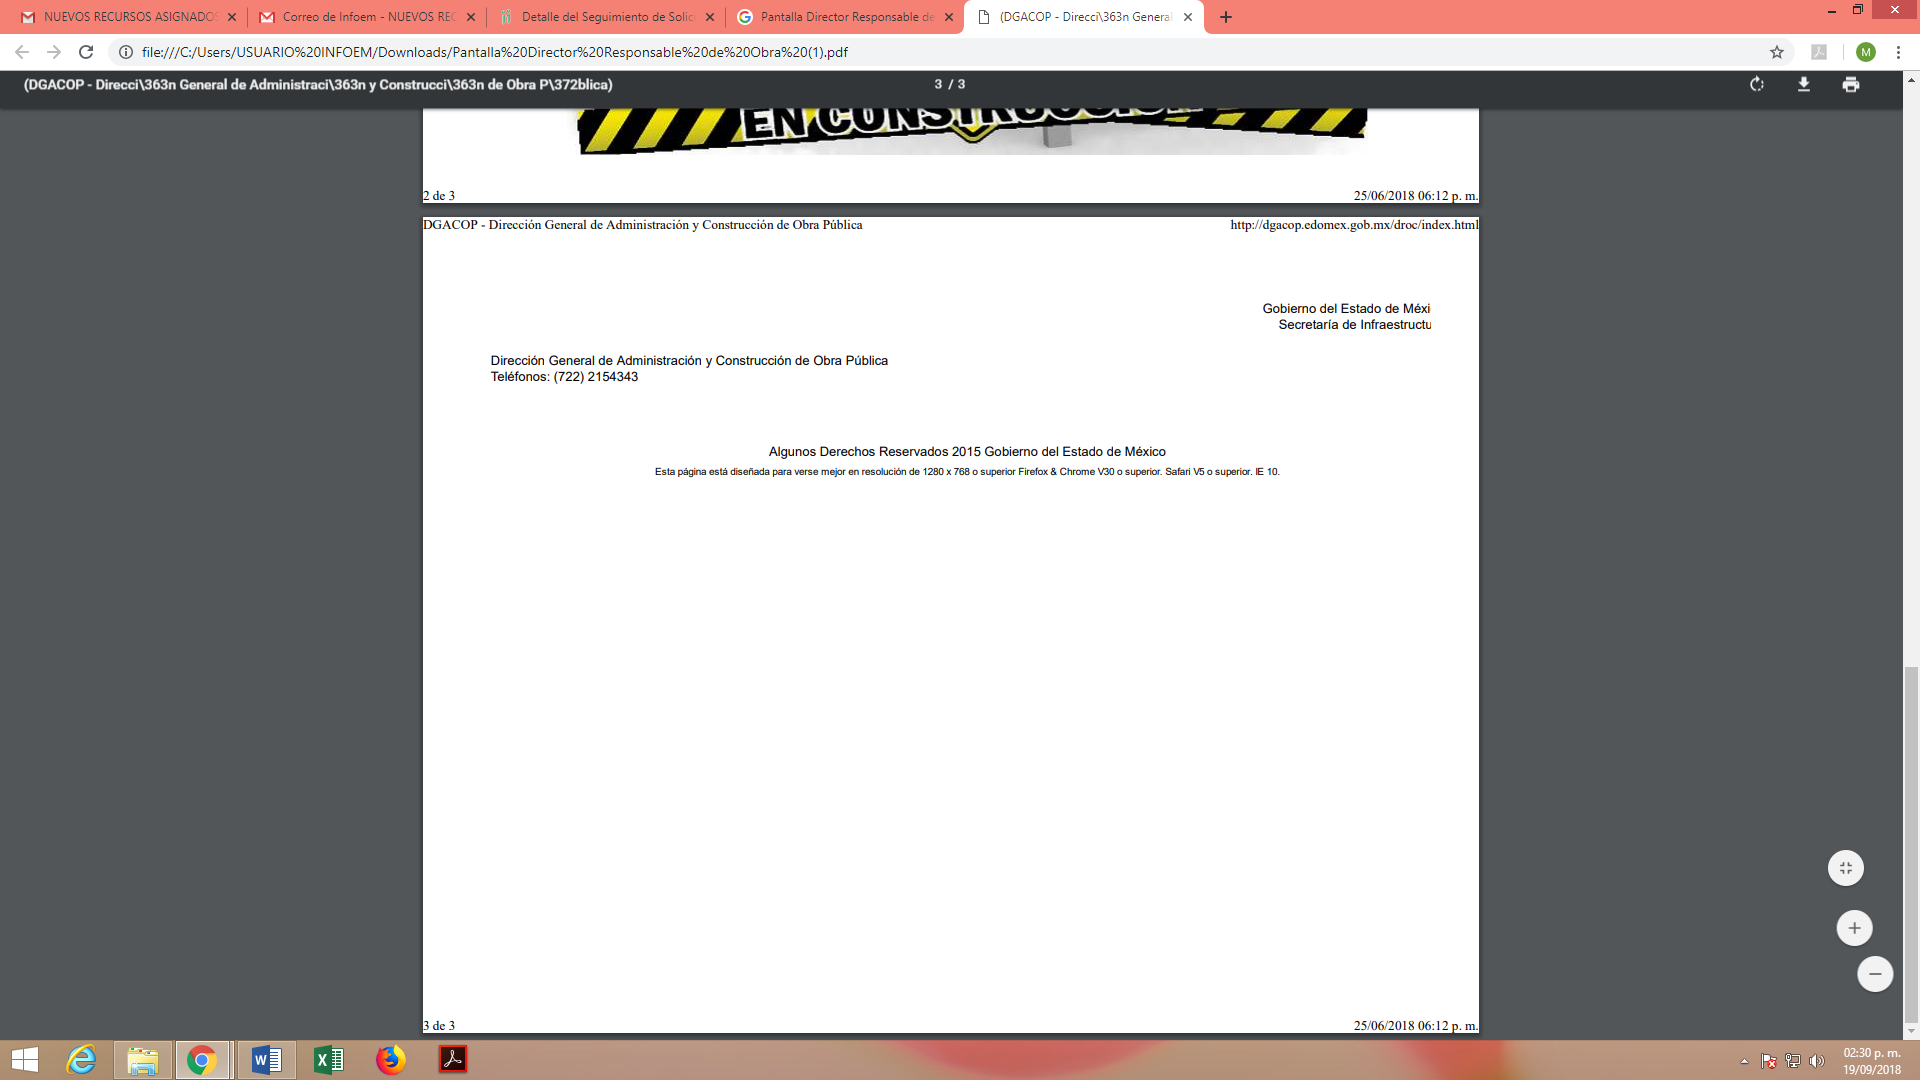 NUEVOS RECURSOS ASIGNADOS
Correo de Infoem - NUEVOS REC
Detalle del Seguimiento de Solic
Pantalla Director Responsable de
(DGACOP - Direcci\363n General
file:///C:/Users/USUARIO%20INFOEM/Downloads/Pantalla%20Director%20Responsable%20de%20Obra%20(1).pdf
M
(DGACOP - Direcci\363n General de Administraci\363n y Construcci\363n de Obra P\372blica)
3 / 3
EN CONSTRUCCIÓN
2 de 3
25/06/2018 06:12 p. m.
DGACOP - Dirección General de Administración y Construcción de Obra Pública
http://dgacop.edomex.gob.mx/droc/index.html
Gobierno del Estado de Méxi
Secretaría de Infraestructu
Dirección General de Administración y Construcción de Obra Pública
Teléfonos: (722) 2154343
Algunos Derechos Reservados 2015 Gobierno del Estado de México
Esta página está diseñada para verse mejor en resolución de 1280 x 768 o superior Firefox & Chrome V30 o superior. Safari V5 o superior. IE 10.
3 de 3
25/06/2018 06:12 p. m.
02:30 p. m.
19/09/2018